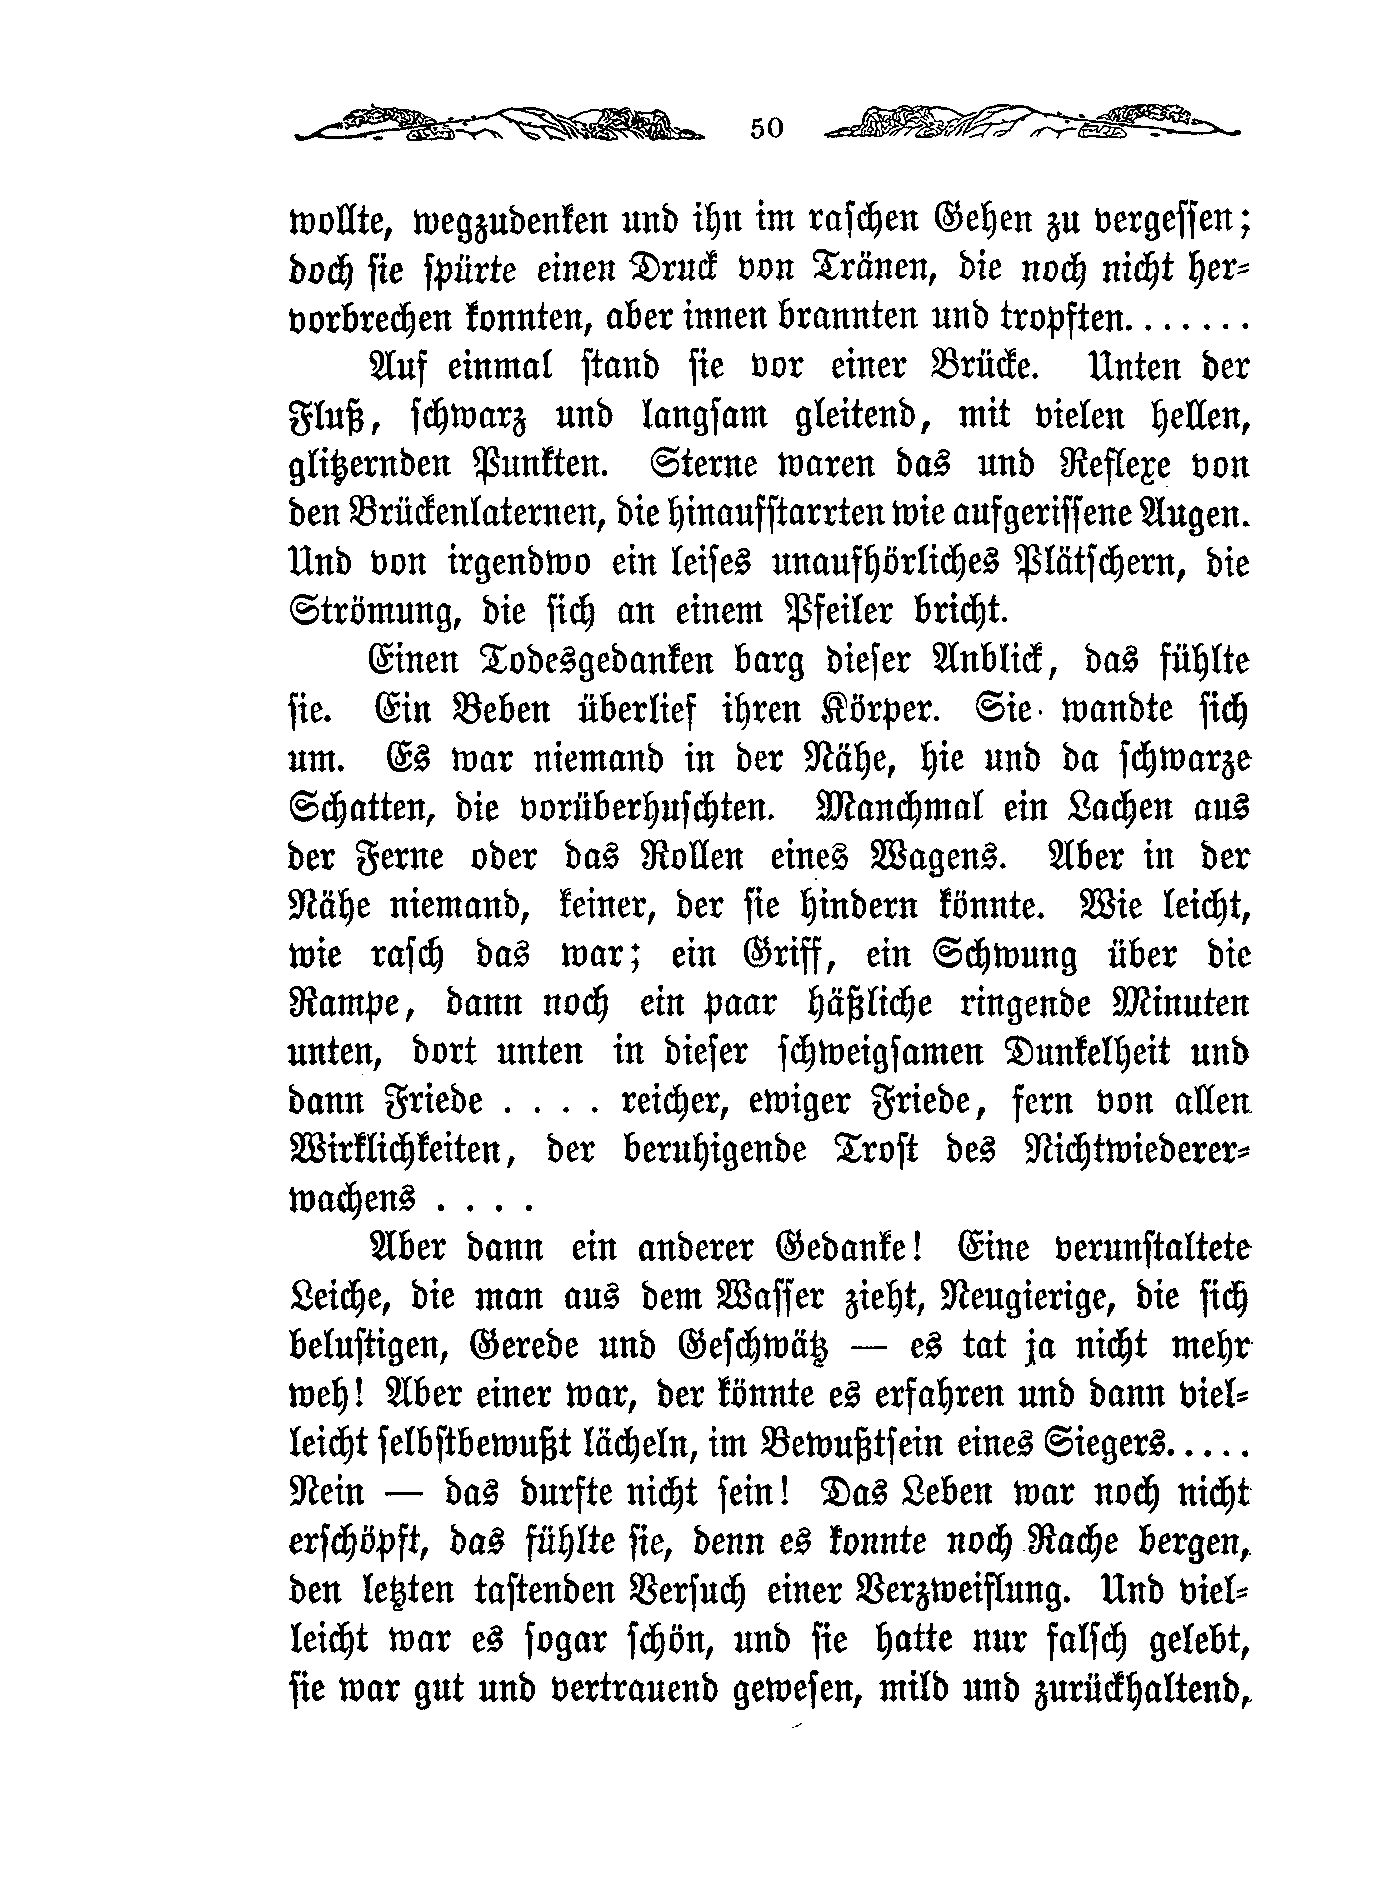 50
wollte, wegzudenken und ihn im raſchen Gehen zu vergeſſen;
doch ſie ſpürte einen Druck von Tränen, die noch nicht her-
vorbrechen konnten, aber innen brannten und tropften.......
Auf einmal ſtand ſie vor einer Brücke. Unten der
Fluß, ſchwarz und langſam gleitend, mit vielen hellen,
glitzernden Punkten. Sterne waren das und Reflexe von
den Brückenlaternen, die hinaufſtarrten wie aufgeriſſene Augen.
Und von irgendwo ein leiſes unaufhörliches Plätſchern, die
Strömung, die ſich an einem Pfeiler bricht.
Einen Todesgedanken barg dieſer Anblick, das fühlte
ſie. Ein Beben überlief ihren Körper. Sie wandte ſich
um. Es war niemand in der Nähe, hie und da ſchwarze
Schatten, die vorüberhuſchten. Manchmal ein Lachen aus
der Ferne oder das Rollen eines Wagens. Aber in der
Nähe niemand, keiner, der ſie hindern könnte. Wie leicht,
wie raſch das war; ein Griff, ein Schwung über die
Rampe, dann noch ein paar häßliche ringende Minuten
unten, dort unten in dieſer ſchweigſamen Dunkelheit und
dann Friede . . . . reicher, ewiger Friede, fern von allen
Wirklichkeiten, der beruhigende Troſt des Nichtwiederer-
wachens . . . .
Aber dann ein anderer Gedanke! Eine verunſtaltete
Leiche, die man aus dem Waſſer zieht, Neugierige, die ſich
beluſtigen, Gerede und Geſchwätz — es tat ja nicht mehr
weh! Aber einer war, der könnte es erfahren und dann viel-
leicht ſelbſtbewußt lächeln, im Bewußtſein eines Siegers.....
Nein — das durfte nicht ſein! Das Leben war noch nicht
erſchöpft, das fühlte ſie, denn es konnte noch Rache bergen,
den letzten taſtenden Verſuch einer Verzweiflung. Und viel-
leicht war es ſogar ſchön, und ſie hatte nur falſch gelebt,
ſie war gut und vertrauend geweſen, mild und zurückhaltend,